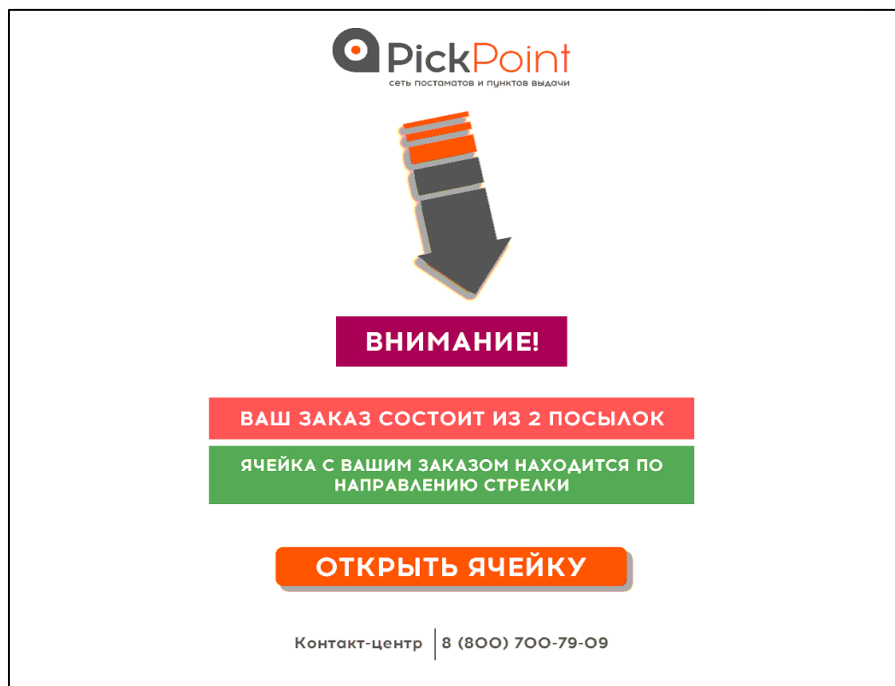 PickPoint
сеть постаматов и пунктов выдачи
ВНИМАНИЕ!
ВАШ ЗАКАЗ СОСТОИТ ИЗ 2 ПОСЫЛОК
ЯЧЕЙКА С ВАШИМ ЗАКАЗОМ НАХОДИТСЯ ПО
НАПРАВЛЕНИЮ СТРЕЛКИ
ОТКРЫТЬ ЯЧЕЙКУ
Контакт-центр 8 (800) 700-79-09